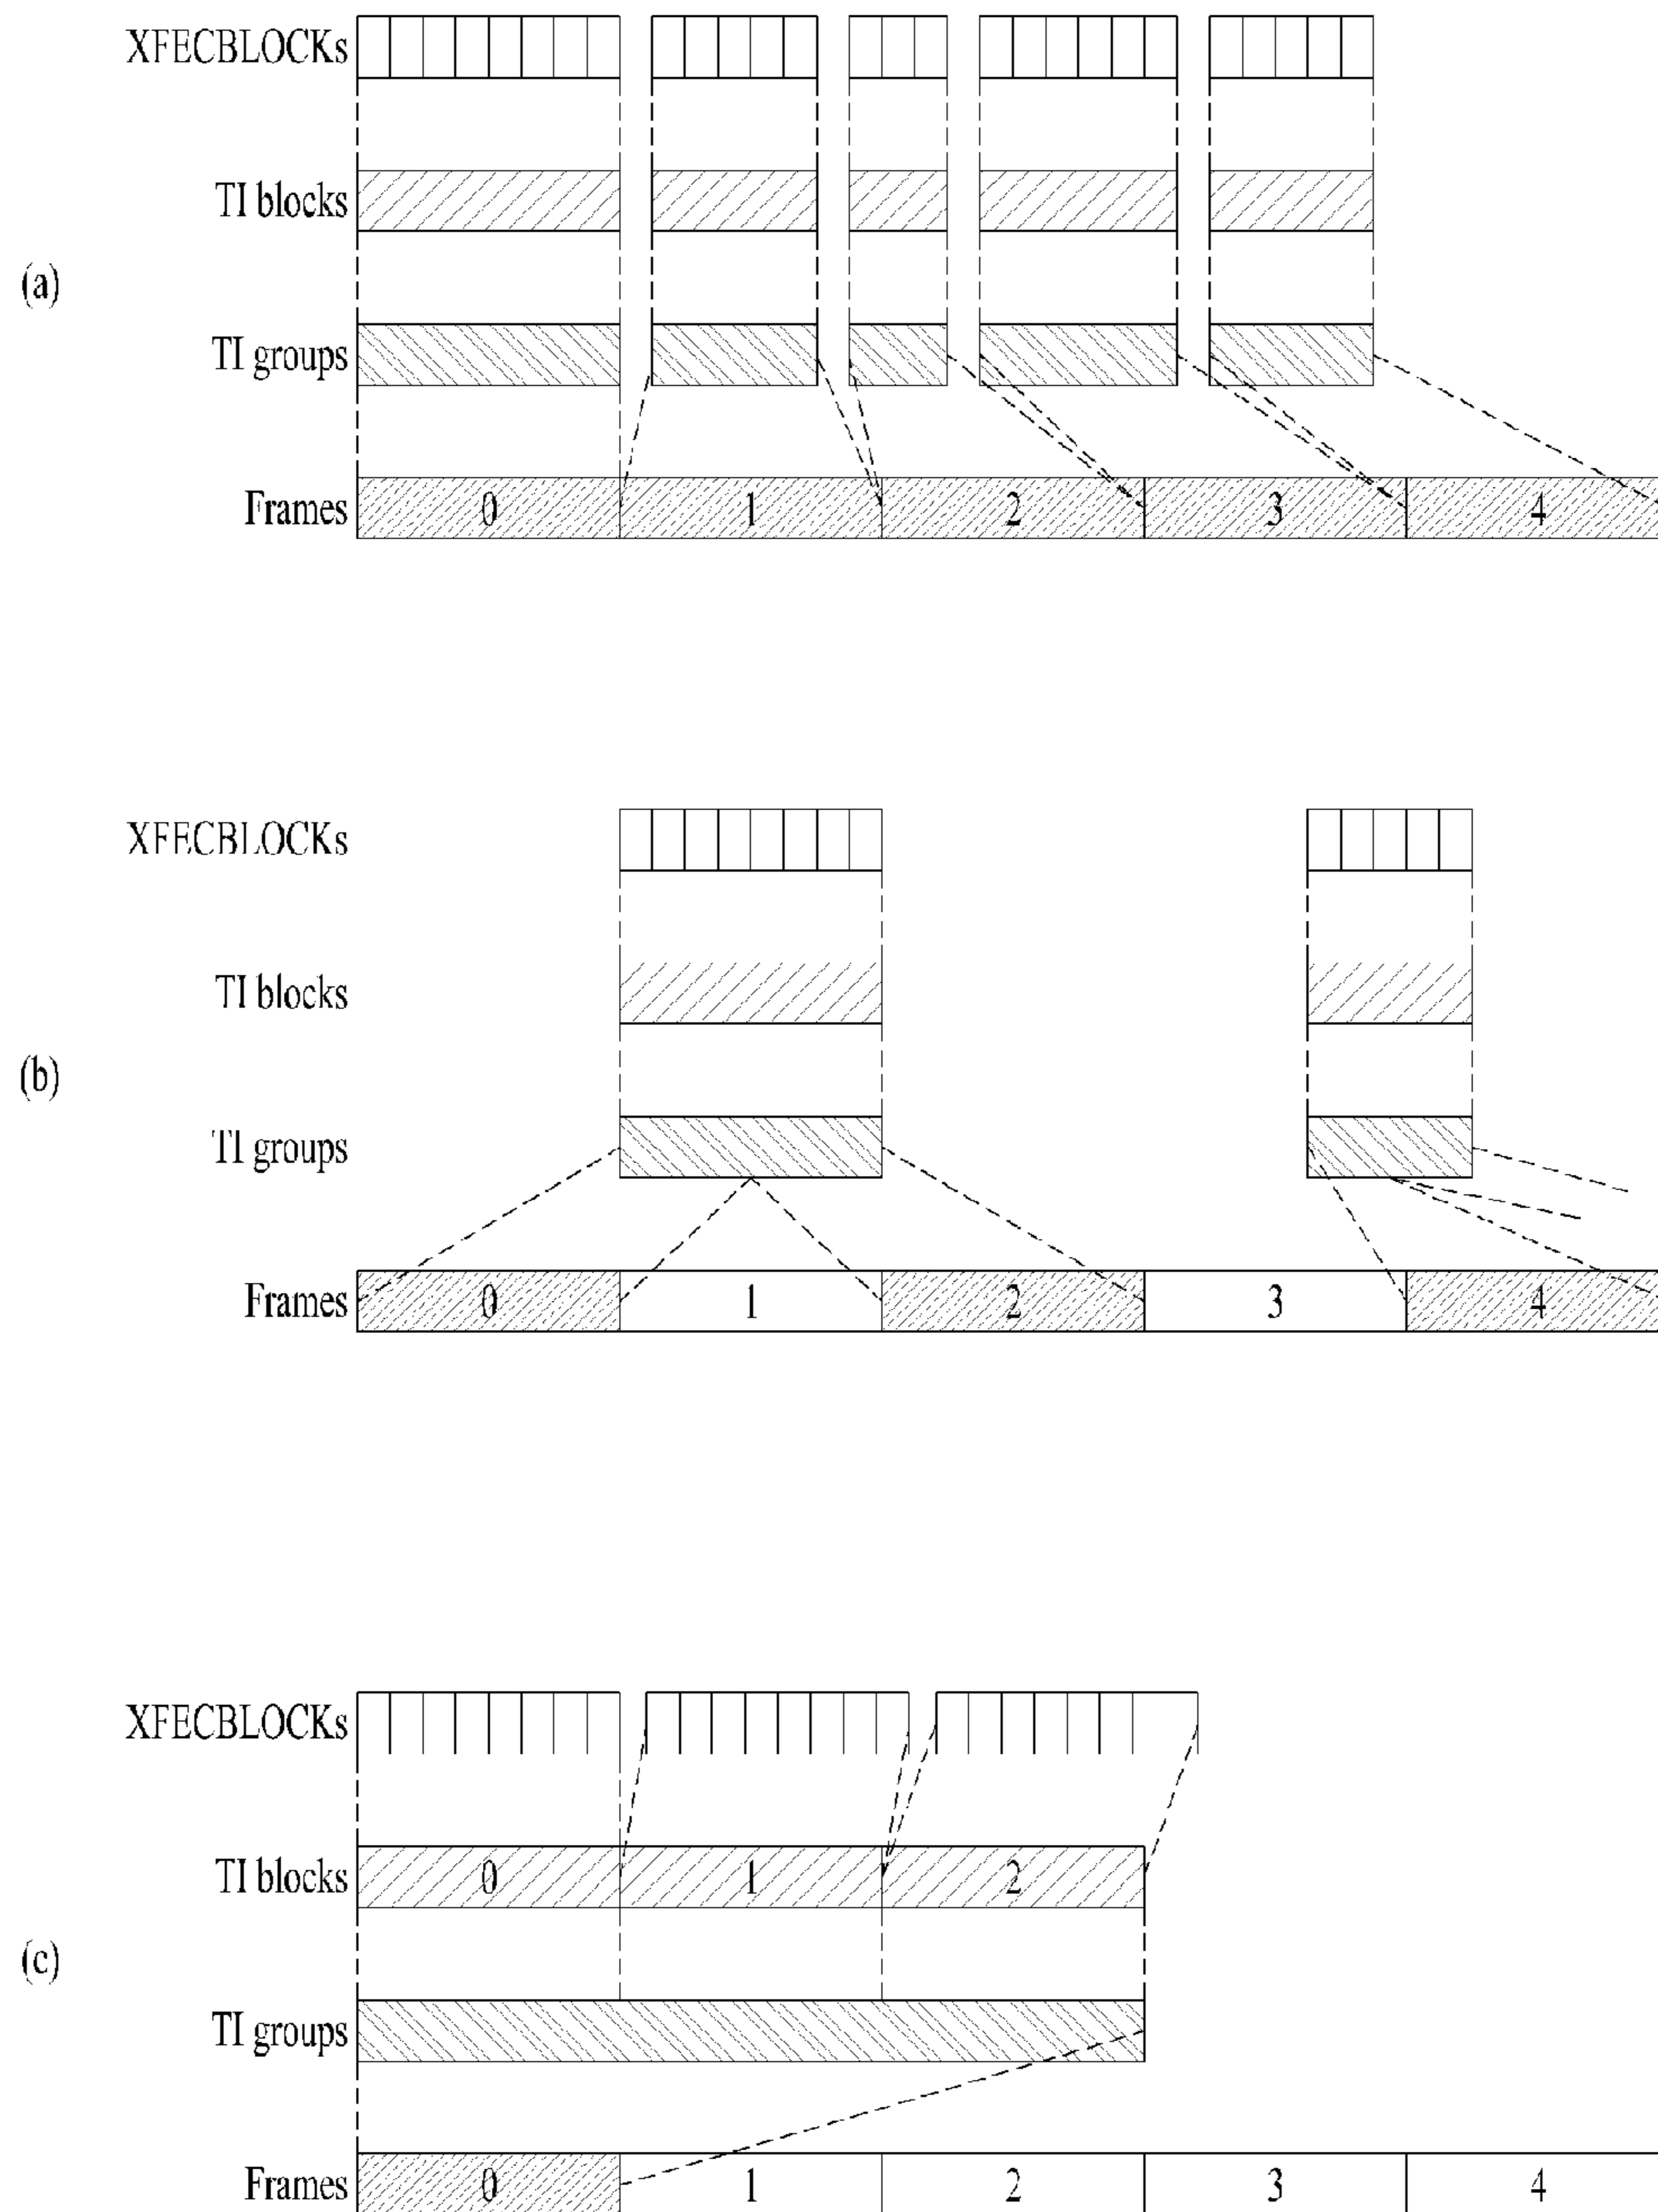 XFECBLOCKs
TI blocks
(a)
TI groups
Frames 0 1 2 3 4
XFECBLOCKs
TI blocks
(b)
TI groups
Frames 0 1 2 3 4
XFECBLOCKs
TI blocks 0 1 2
(c)
TI groups
Frames 0 1 2 3 4